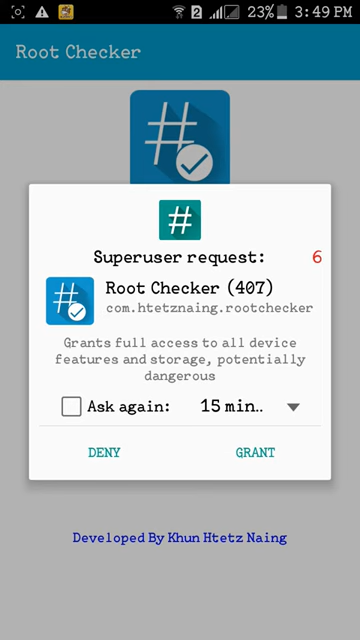 2 23% 3:49 PM
Root Checker
#
#
Superuser request: 6
# Root Checker (407)
com.htetznaing.rootchecker
Grants full access to all device
features and storage, potentially
dangerous
Ask again: 15 min..
DENY GRANT
Developed By Khun Htetz Naing